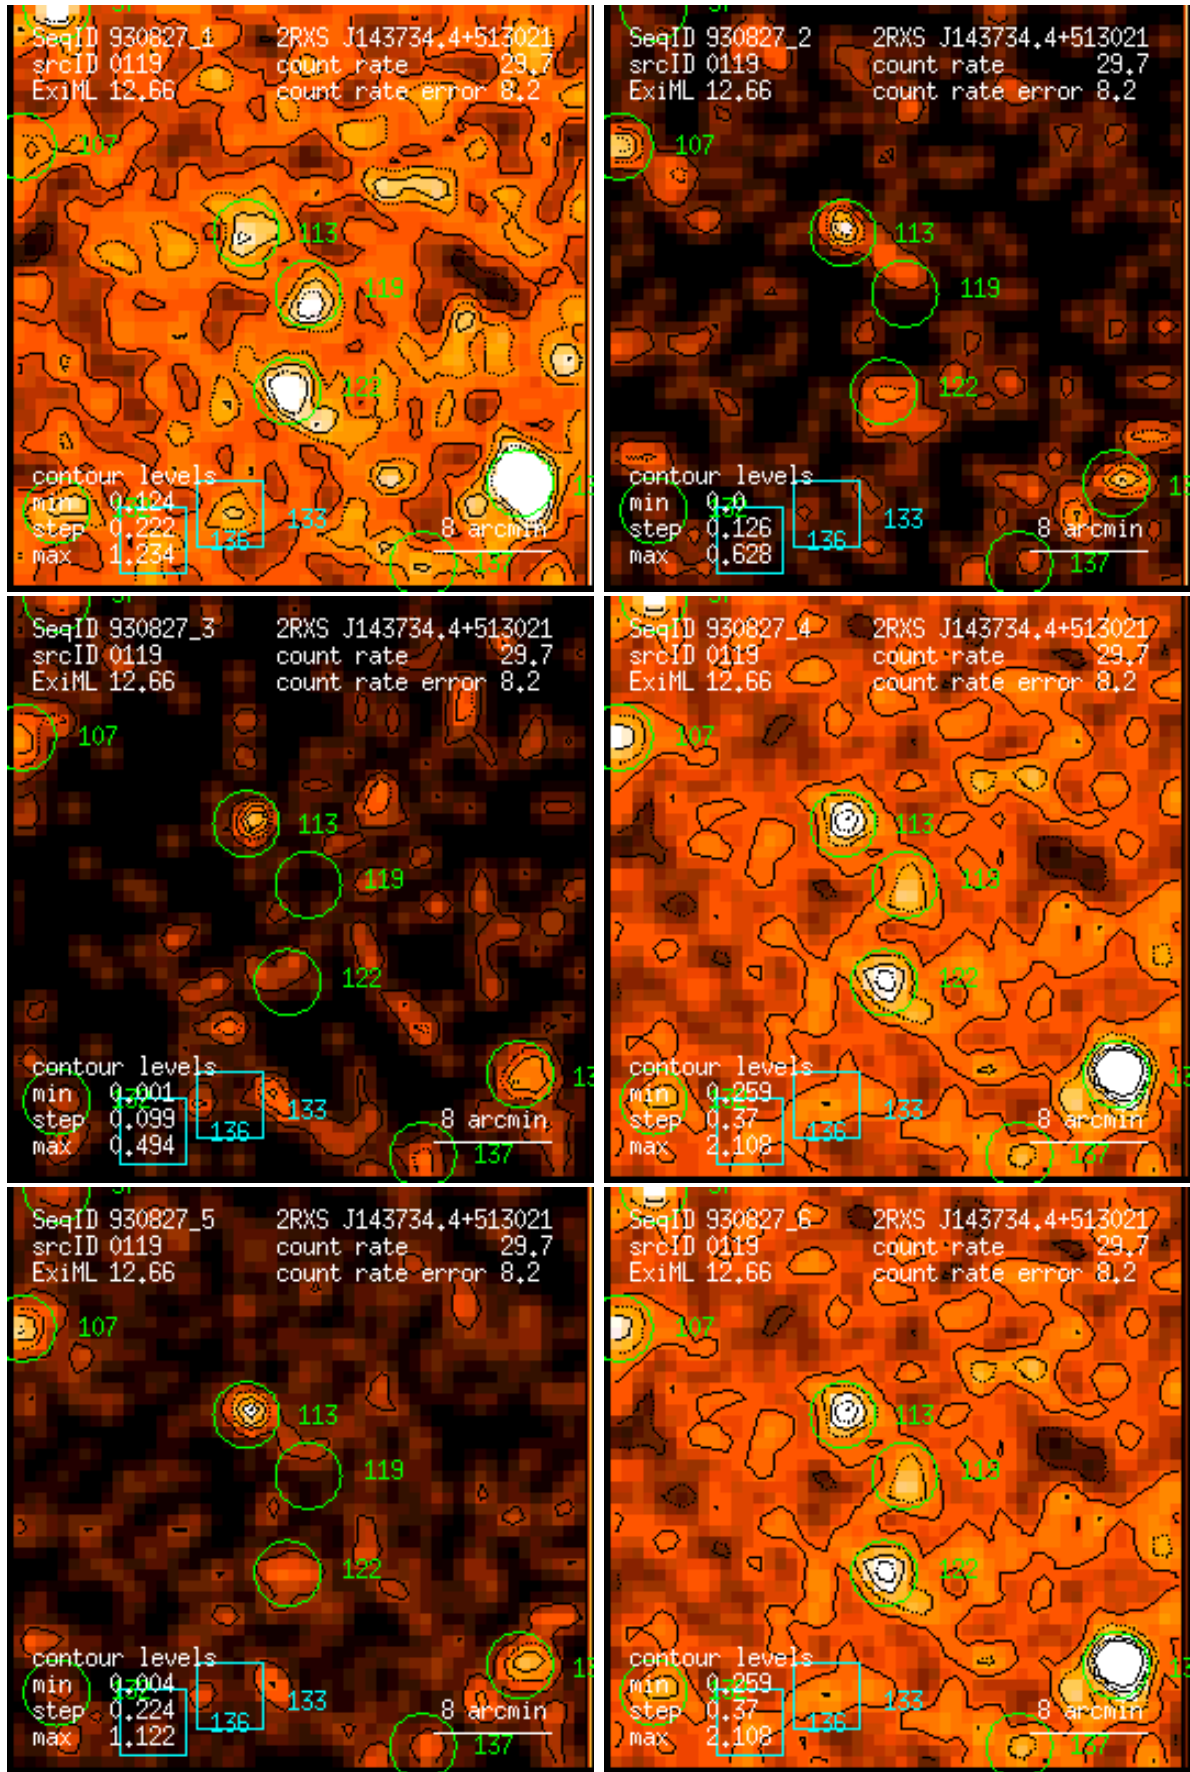 SeqID 930827_1 2RXS J143734.4+513021
srcID 0119 count rate 29.7
ExiML 12.66 count rate error 8.2
107
113
119
122
contour levels
min 0.124
step 0.222
max 1.234
133
136
8 arcmin
137
SeqID 930827_2 2RXS J143734.4+513021
srcID 0119 count rate 29.7
ExiML 12.66 count rate error 8.2
107
113
119
122
contour levels
min 0.0
step 0.126
max 0.628
133
136
8 arcmin
137
SeqID 930827_3 2RXS J143734.4+513021
srcID 0119 count rate 29.7
ExiML 12.66 count rate error 8.2
107
113
119
122
contour levels
min 0.001
step 0.099
max 0.494
133
136
8 arcmin
137
SeqID 930827_4 2RXS J143734.4+513021
srcID 0119 count rate 29.7
ExiML 12.66 count rate error 8.2
107
113
119
122
contour levels
min 0.259
step 0.37
max 2.108
133
136
8 arcmin
137
SeqID 930827_5 2RXS J143734.4+513021
srcID 0119 count rate 29.7
ExiML 12.66 count rate error 8.2
107
113
119
122
contour levels
min 0.004
step 0.224
max 1.122
133
136
8 arcmin
137
SeqID 930827_6 2RXS J143734.4+513021
srcID 0119 count rate 29.7
ExiML 12.66 count rate error 8.2
107
113
119
122
contour levels
min 0.259
step 0.37
max 2.108
133
136
8 arcmin
137